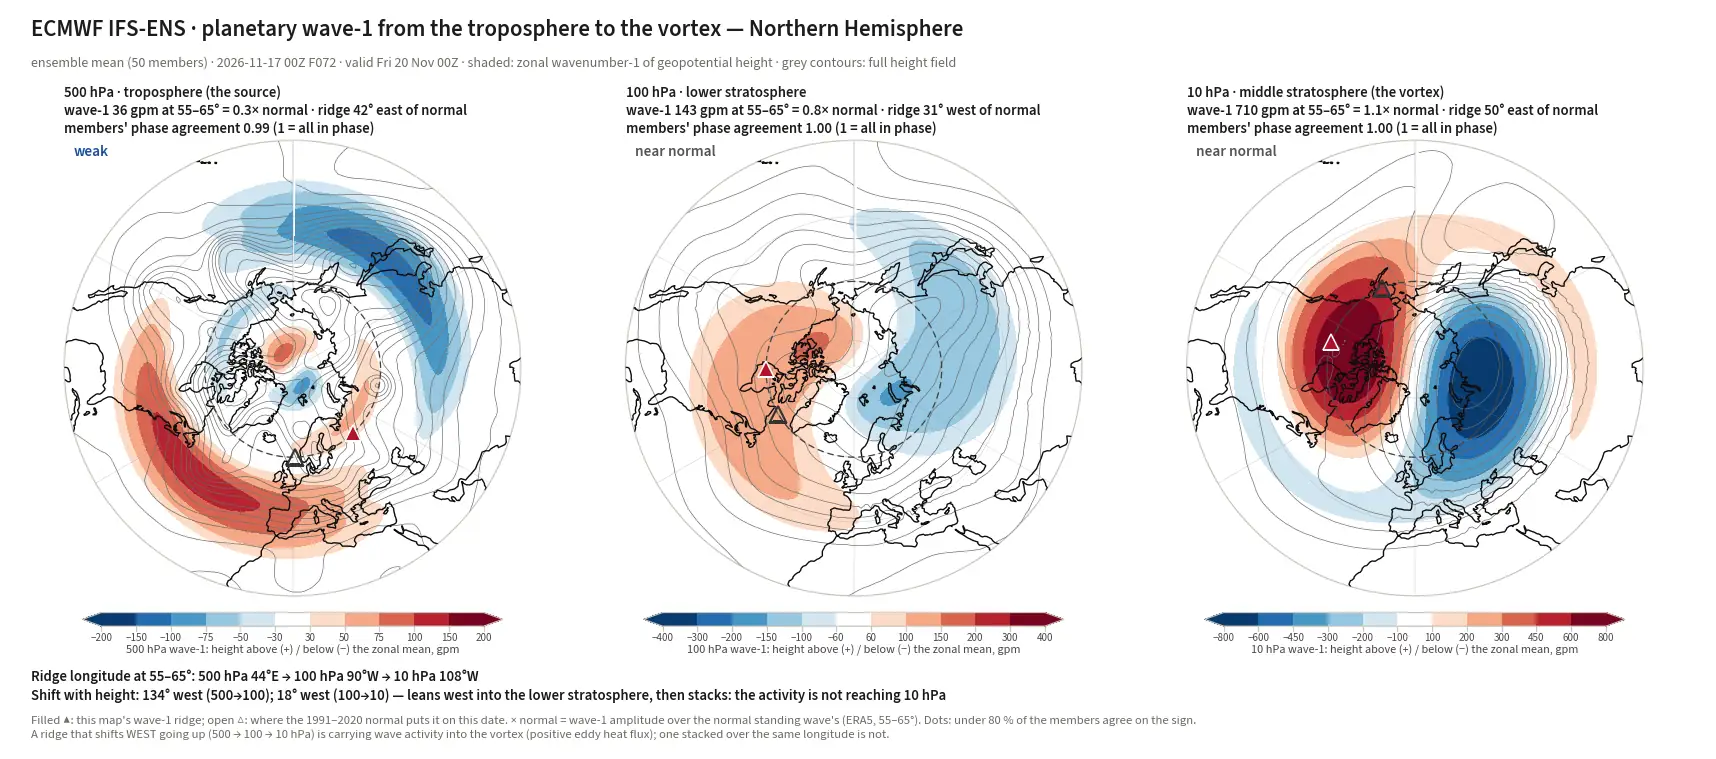 ECMWF IFS-ENS · planetary wave-1 from the troposphere to the vortex — Northern Hemisphere
ensemble mean (50 members) · 2026-11-17 00Z F072 · valid Fri 20 Nov 00Z · shaded: zonal wavenumber-1 of geopotential height · grey contours: full height field
500 hPa · troposphere (the source)
wave-1 36 gpm at 55–65° = 0.3× normal · ridge 42° east of normal
members' phase agreement 0.99 (1 = all in phase)
weak
100 hPa · lower stratosphere
wave-1 143 gpm at 55–65° = 0.8× normal · ridge 31° west of normal
members' phase agreement 1.00 (1 = all in phase)
near normal
10 hPa · middle stratosphere (the vortex)
wave-1 710 gpm at 55–65° = 1.1× normal · ridge 50° east of normal
members' phase agreement 1.00 (1 = all in phase)
near normal
−200 −150 −100 −75 −50 −30 30 50 75 100 150 200
500 hPa wave-1: height above (+) / below (−) the zonal mean, gpm
−400 −300 −200 −150 −100 −60 60 100 150 200 300 400
100 hPa wave-1: height above (+) / below (−) the zonal mean, gpm
−800 −600 −450 −300 −200 −100 100 200 300 450 600 800
10 hPa wave-1: height above (+) / below (−) the zonal mean, gpm
Ridge longitude at 55–65°: 500 hPa 44°E → 100 hPa 90°W → 10 hPa 108°W
Shift with height: 134° west (500→100); 18° west (100→10) — leans west into the lower stratosphere, then stacks: the activity is not reaching 10 hPa
Filled ▲: this map's wave-1 ridge; open △: where the 1991–2020 normal puts it on this date. × normal = wave-1 amplitude over the normal standing wave's (ERA5, 55–65°). Dots: under 80 % of the members agree on the sign.
A ridge that shifts WEST going up (500 → 100 → 10 hPa) is carrying wave activity into the vortex (positive eddy heat flux); one stacked over the same longitude is not.